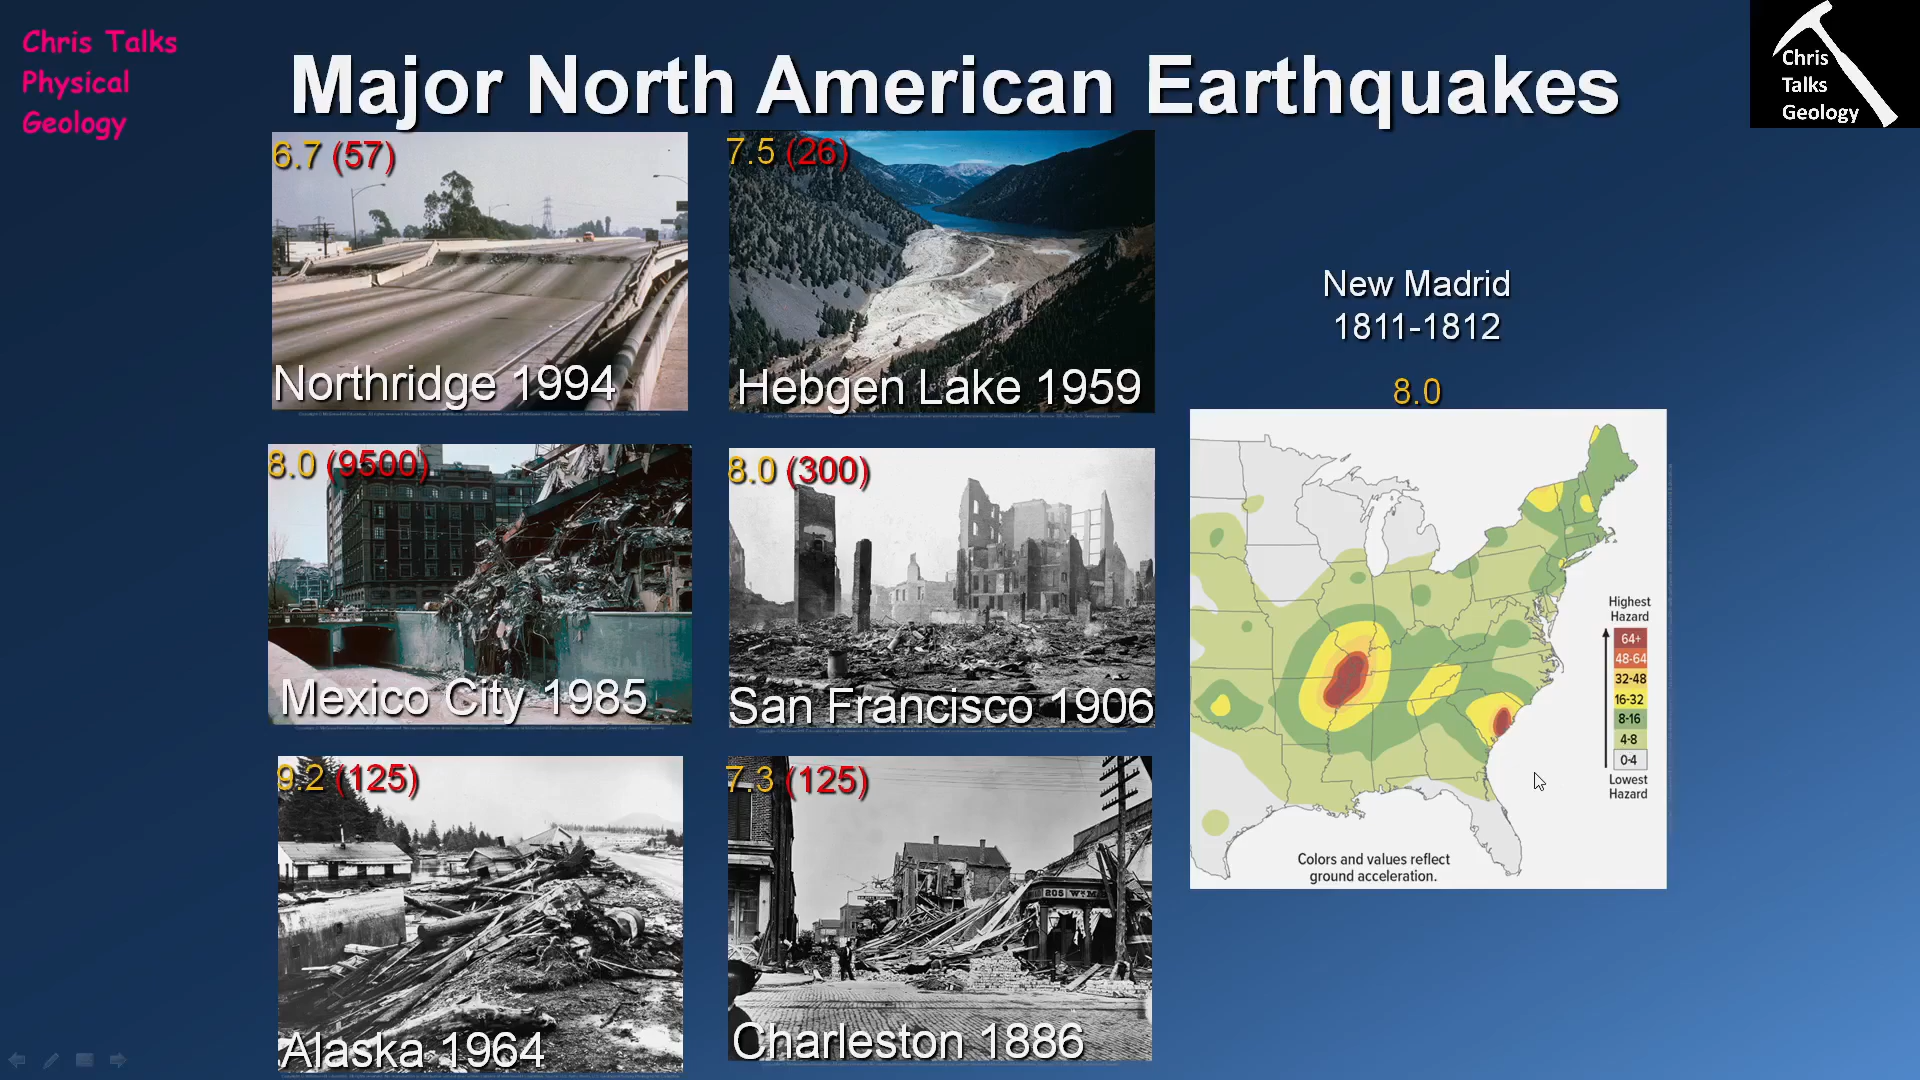 Chris Talks
Physical
Geology
Major North American Earthquakes
Chris
Talks
Geology
6.7 (57)
Northridge 1994
7.5 (26)
Hebgen Lake 1959
New Madrid
1811-1812
8.0
8.0 (9500)
Mexico City 1985
8.0 (300)
San Francisco 1906
Highest
Hazard
64+
48-64
32-48
16-32
8-16
4-8
0-4
Lowest
Hazard
Colors and values reflect
ground acceleration.
9.2 (125)
Alaska 1964
7.3 (125)
Charleston 1886